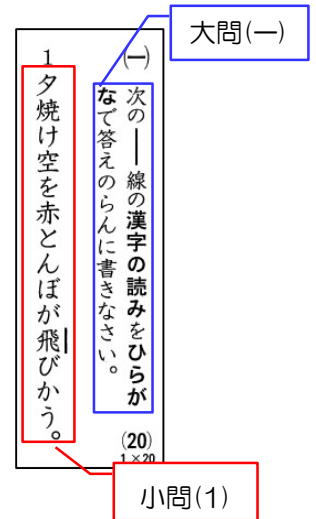 大問(一)
(一)
次の━━線の漢字の読みをひらが
なで答えのらんに書きなさい。
(20)
1×20
1 夕焼け空を赤とんぼが飛びかう。
小問(1)